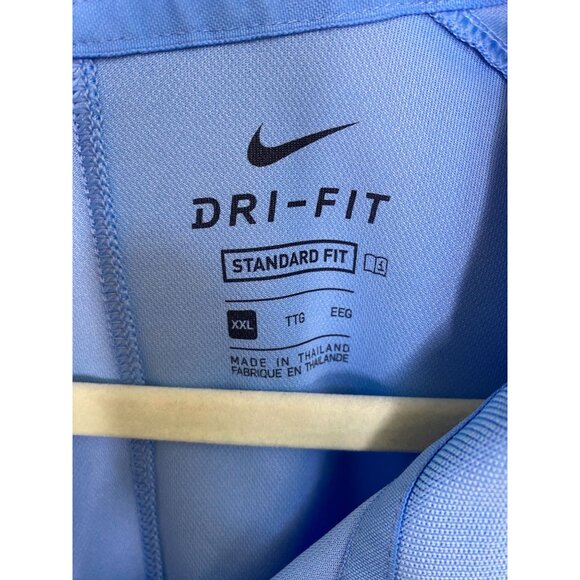 DRI-FIT
STANDARD FIT
XXL TTG EEG
MADE IN THAILAND
FABRIQUE EN THAILANDE